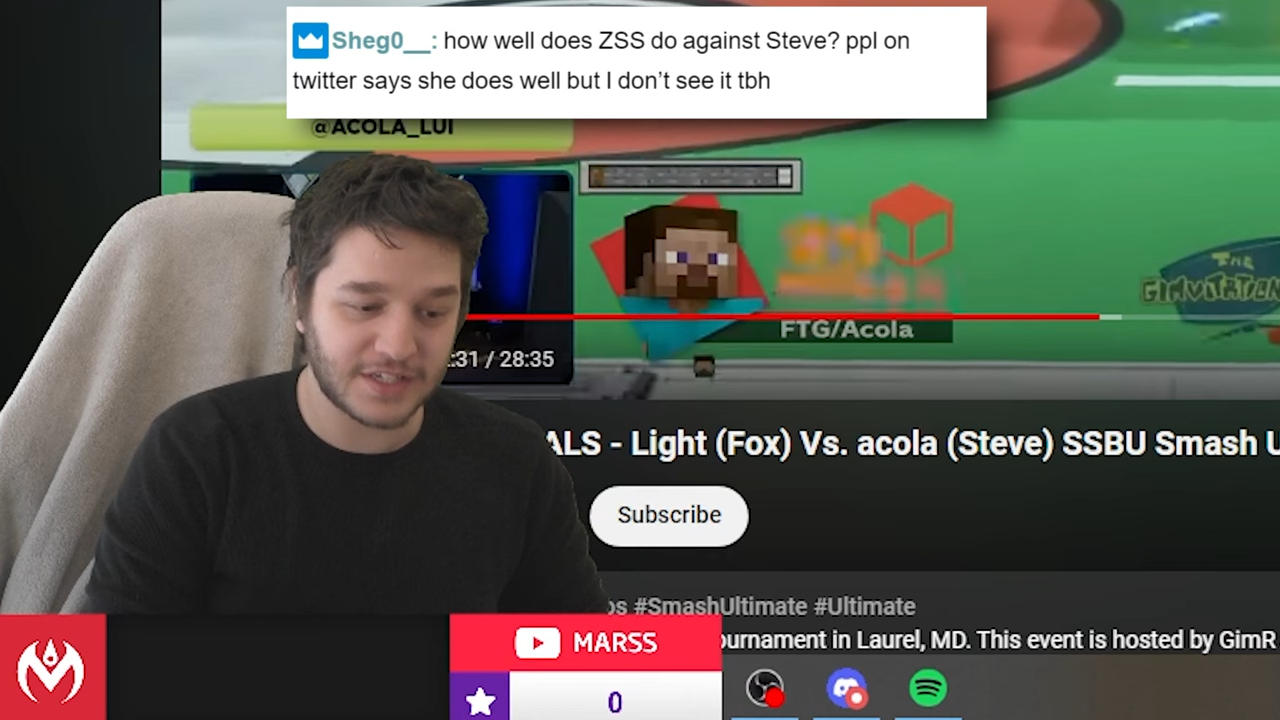 Sheg0__: how well does ZSS do against Steve? ppl on
twitter says she does well but I don't see it tbh
@ACOLA_LUI
THE
GIMVITATION
FTG/Acola
:31 / 28:35
ALS - Light (Fox) Vs. acola (Steve) SSBU Smash U
Subscribe
os #SmashUltimate #Ultimate
MARSS
ournament in Laurel, MD. This event is hosted by GimR
0